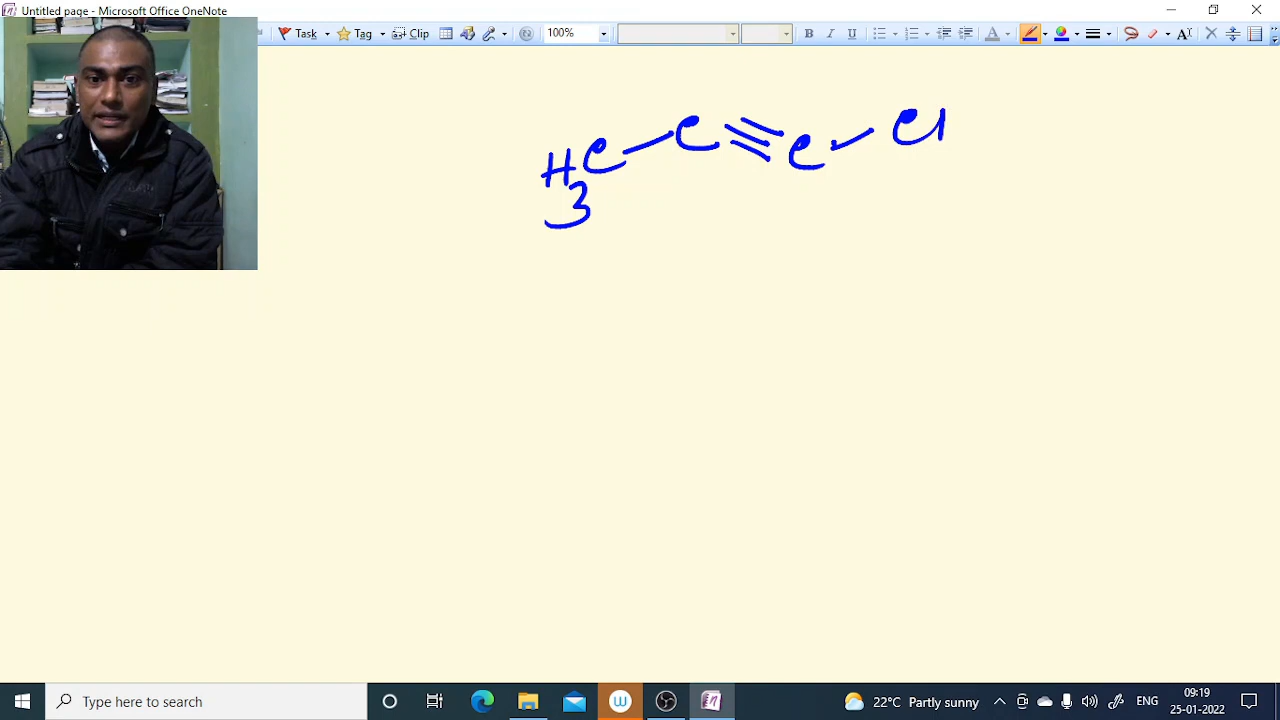 Untitled page - Microsoft Office OneNote
Task Tag Clip 100% B I U
H₃C—C≡C—Cl
Type here to search
22°C Partly sunny
ENG
09:19
25-01-2022